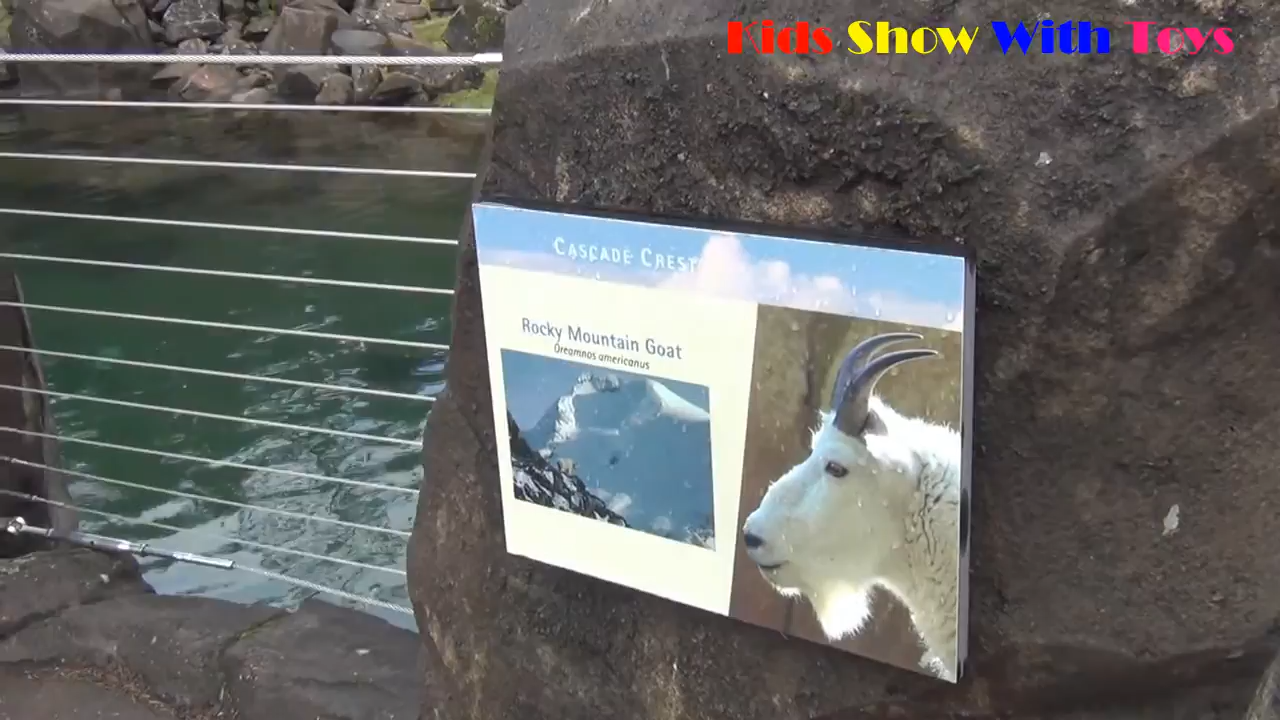 Kids Show With Toys
CASCADE CREST
Rocky Mountain Goat
Oreamnos americanus